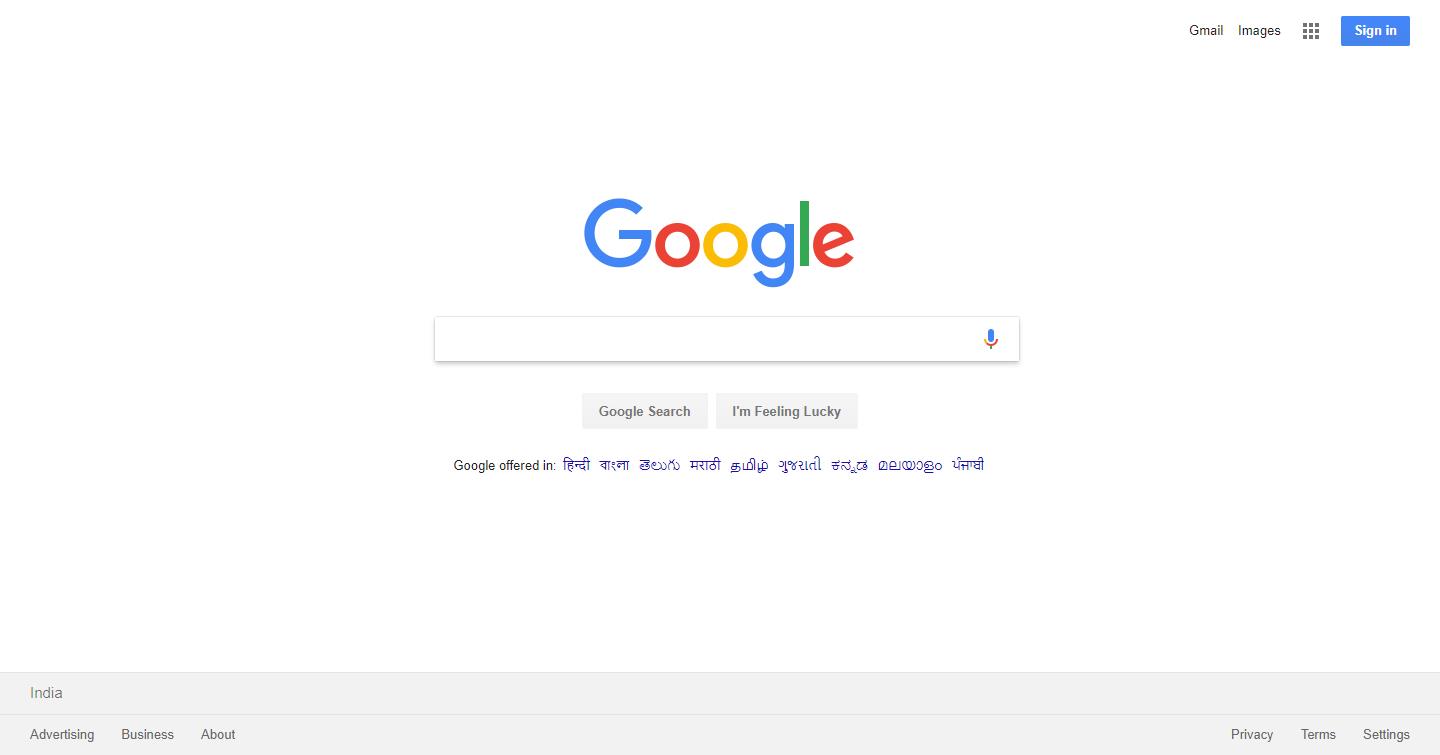 Gmail Images Sign in
Google
Google Search I'm Feeling Lucky
Google offered in: हिन्दी বাংলা తెలుగు मराठी தமிழ் ગુજરાતી ಕನ್ನಡ മലയാളം ਪੰਜਾਬੀ
India
Advertising Business About Privacy Terms Settings